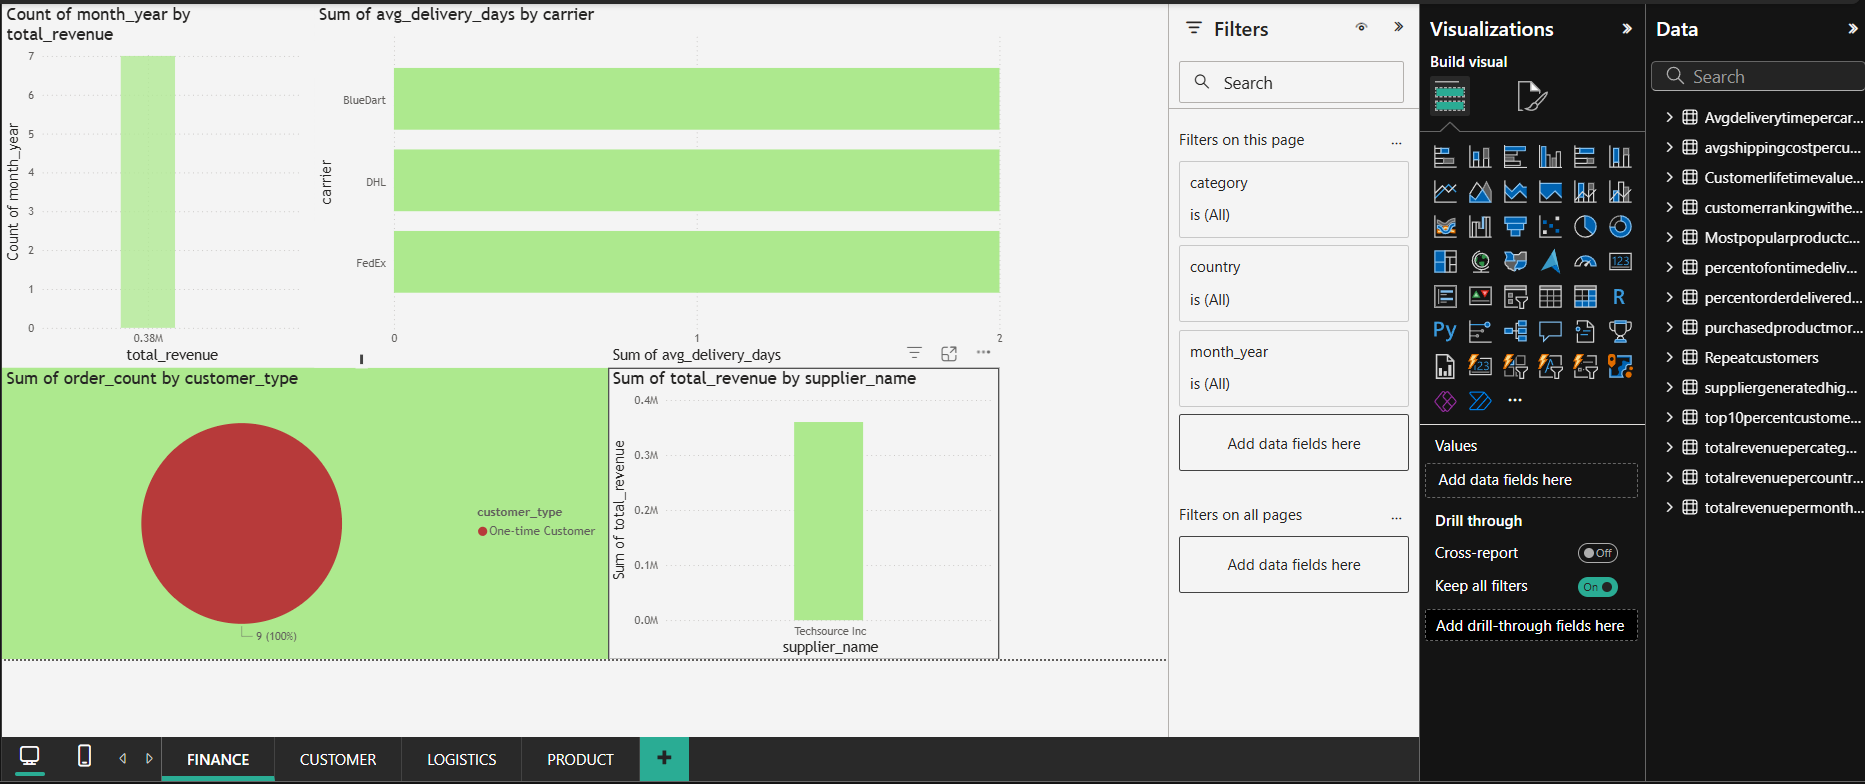 Count of month_year by
total_revenue
7
6
5
4
3
2
1
0
Count of month_year
0.38M
total_revenue
Sum of avg_delivery_days by carrier
carrier
BlueDart
DHL
FedEx
0
1
2
Sum of avg_delivery_days
Sum of order_count by customer_type
9 (100%)
customer_type
One-time Customer
Sum of total_revenue by supplier_name
0.4M
0.3M
0.2M
0.1M
0.0M
Sum of total_revenue
Techsource Inc
supplier_name
Filters
Search
Filters on this page
...
category
is (All)
country
is (All)
month_year
is (All)
Add data fields here
Filters on all pages
...
Add data fields here
Visualizations
Build visual
123
R
Py
123
...
Values
Add data fields here
Drill through
Cross-report
Off
Keep all filters
On
Add drill-through fields here
Data
Search
Avgdeliverytimepercar...
avgshippingcostpercu...
Customerlifetimevalue...
customerrankingwithe...
Mostpopularproductc...
percentofontimedeliv...
percentorderdelivered...
purchasedproductmor...
Repeatcustomers
suppliergeneratedhig...
top10percentcustome...
totalrevenuepercateg...
totalrevenuepercountr...
totalrevenuepermonth...
FINANCE
CUSTOMER
LOGISTICS
PRODUCT
+